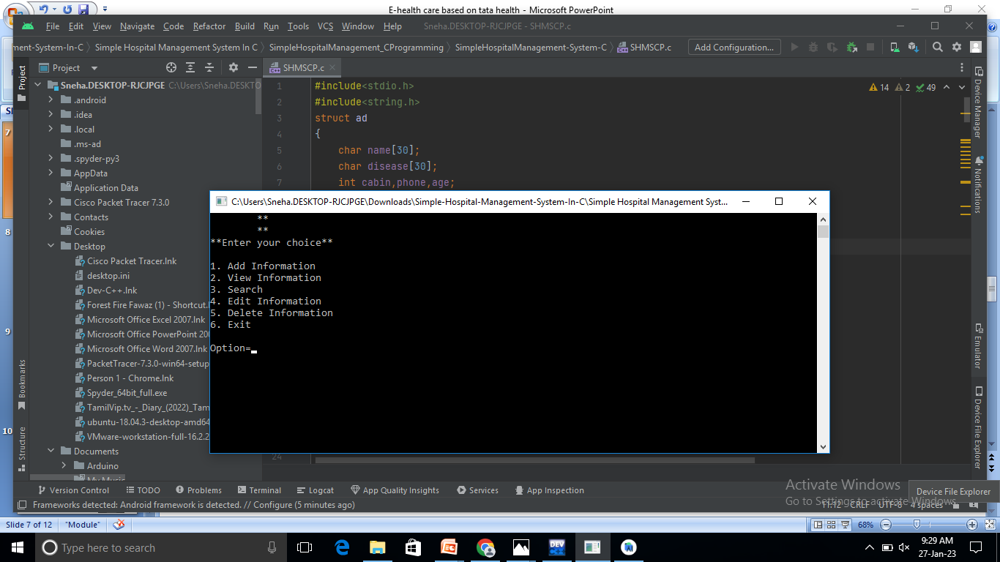 E-health care based on tata health - Microsoft PowerPoint
File Edit View Navigate Code Refactor Build Run Tools VCS Window Help Sneha.DESKTOP-RJCJPGE - SHMSCP.c
ment-System-In-C Simple Hospital Management System In C SimpleHospitalManagement_CProgramming SimpleHospitalManagement-System-C SHMSCP.c Add Configuration...
Project SHMSCP.c
Project
Sneha.DESKTOP-RJCJPGE C:\Users\Sneha.DESKTO
.android
.idea
.local
.ms-ad
.spyder-py3
AppData
Application Data
Cisco Packet Tracer 7.3.0
Contacts
Cookies
Desktop
Cisco Packet Tracer.lnk
desktop.ini
Dev-C++.lnk
Forest Fire Fawaz (1) - Shortcut.
Microsoft Office Excel 2007.lnk
Microsoft Office PowerPoint 200
Microsoft Office Word 2007.lnk
PacketTracer-7.3.0-win64-setup
Person 1 - Chrome.lnk
Spyder_64bit_full.exe
TamilVip.tv_-_Diary_(2022)_Tam
ubuntu-18.04.3-desktop-amd64
VMware-workstation-full-16.2.2
Documents
Arduino
My Music
Bookmarks
Structure
7
8
9
10
1 #include<stdio.h>
2 #include<string.h>
3 struct ad
4 {
5 char name[30];
6 char disease[30];
7 int cabin,phone,age;
24
14 2 49
Device Manager
Notifications
Emulator
Device File Explorer
C:\Users\Sneha.DESKTOP-RJCJPGE\Downloads\Simple-Hospital-Management-System-In-C\Simple Hospital Management Syst...
**
**
**Enter your choice**
1. Add Information
2. View Information
3. Search
4. Edit Information
5. Delete Information
6. Exit
Option=
Version Control TODO Problems Terminal Logcat App Quality Insights Services App Inspection
Activate Windows
Go to Settings to activate Windows.
Device File Explorer
Frameworks detected: Android framework is detected. // Configure (5 minutes ago)
11:12 CRLF UTF-8 4 spaces
Slide 7 of 12 "Module" 68%
Type here to search
DEV
9:29 AM
27-Jan-23